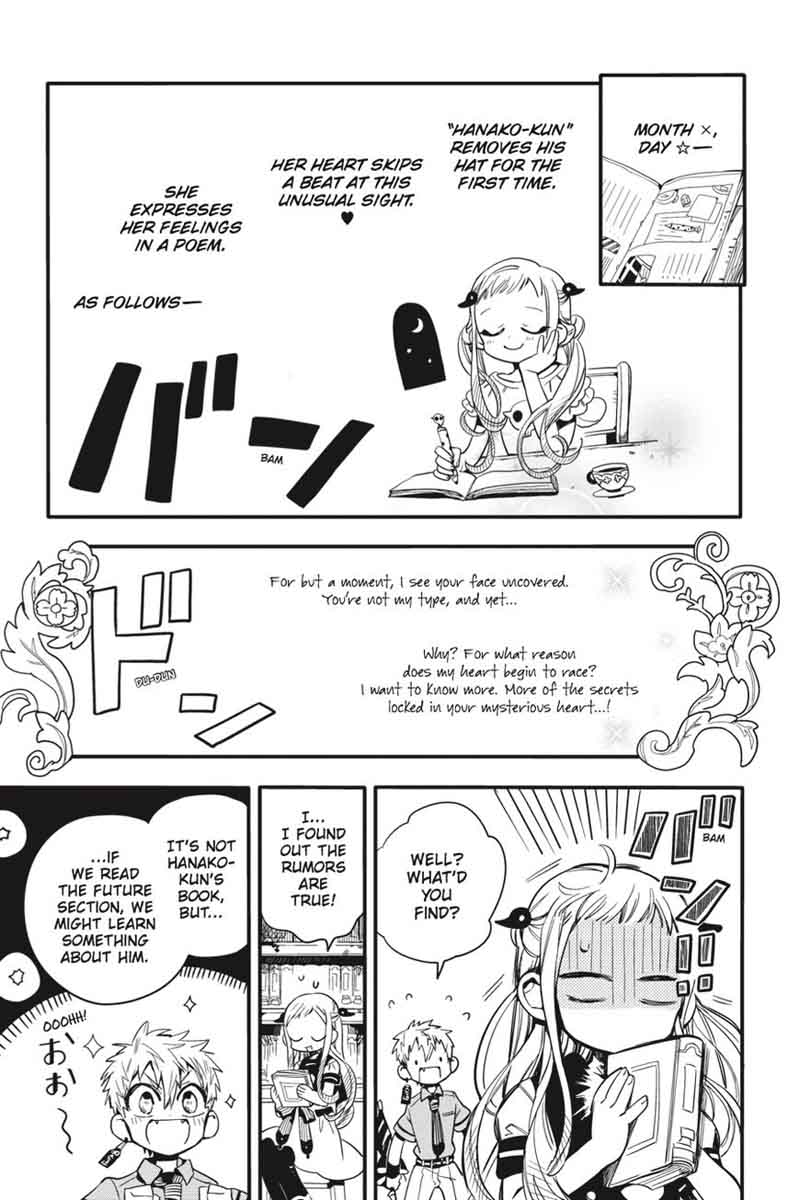 MONTH ×,
DAY ☆—
"HANAKO-KUN"
REMOVES HIS
HAT FOR THE
FIRST TIME.
HER HEART SKIPS
A BEAT AT THIS
UNUSUAL SIGHT.
♥
SHE
EXPRESSES
HER FEELINGS
IN A POEM.
AS FOLLOWS—
バン
BAM
For but a moment, I see your face uncovered.
You're not my type, and yet...
Why? For what reason
does my heart begin to race?
I want to know more. More of the secrets
locked in your mysterious heart...!
ドドン
DU-DUN
バン
BAM
WELL?
WHAT'D
YOU
FIND?
I...
I FOUND
OUT THE
RUMORS
ARE
TRUE!
IT'S NOT
HANAKO-
KUN'S
BOOK,
BUT...
...IF
WE READ
THE FUTURE
SECTION, WE
MIGHT LEARN
SOMETHING
ABOUT HIM.
OOOHH!
おお～